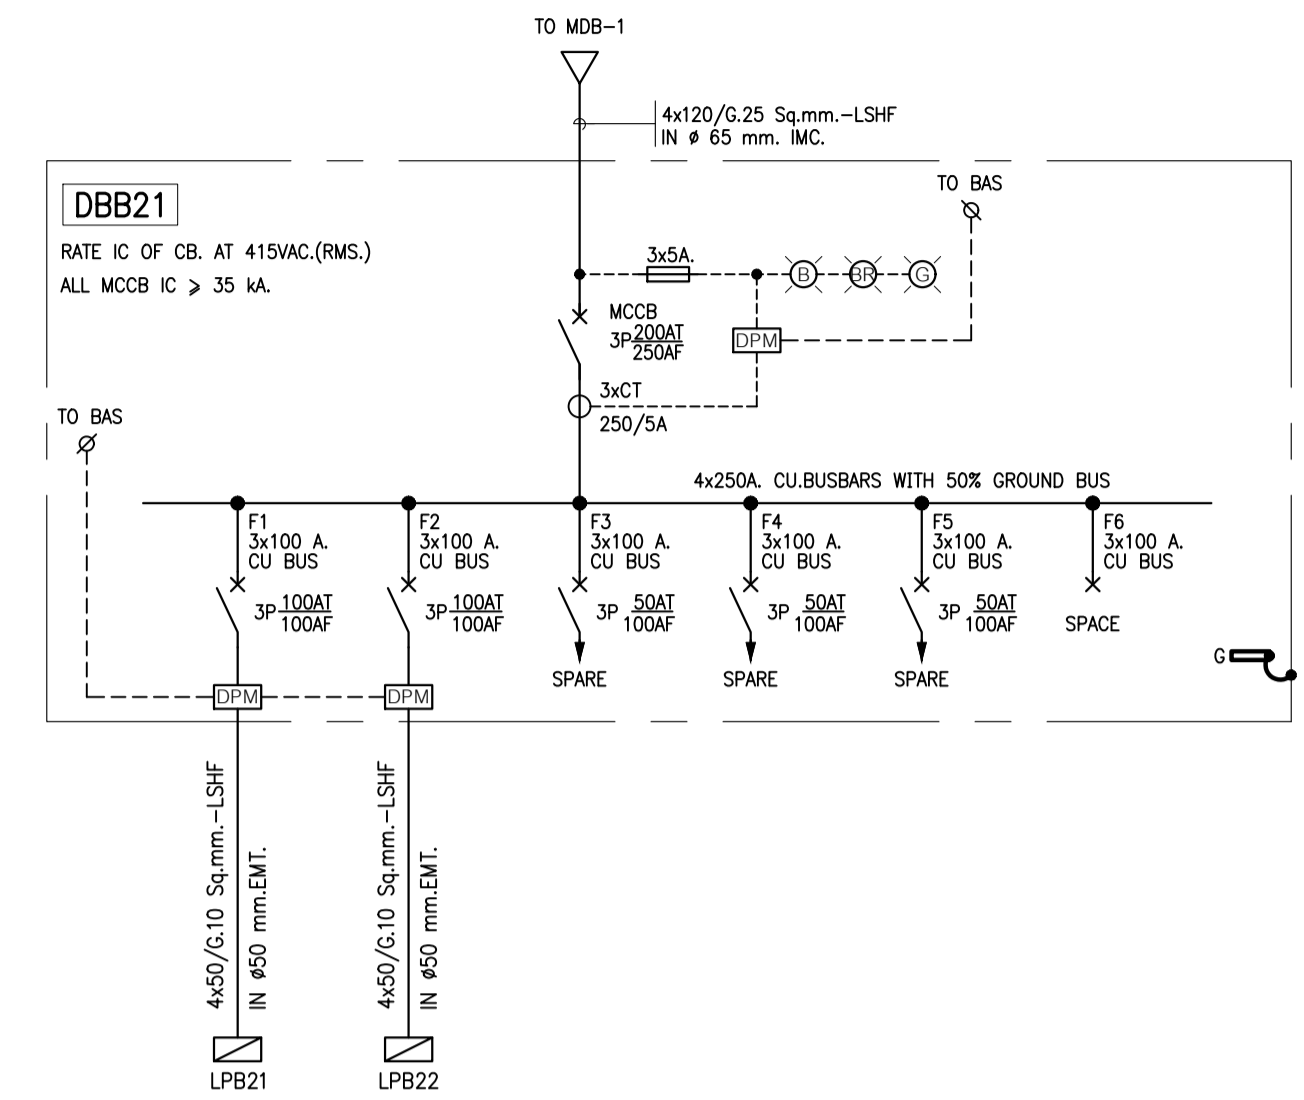 TO MDB-1
4x120/G.25 Sq.mm.-LSHF
IN ø 65 mm. IMC.
DBB21
RATE IC OF CB. AT 415VAC.(RMS.)
ALL MCCB IC ⩾ 35 kA.
TO BAS
3x5A.
B
BR
G
MCCB
3P 200AT
250AF
DPM
3xCT
250/5A
TO BAS
4x250A. CU.BUSBARS WITH 50% GROUND BUS
F1
3x100 A.
CU BUS
3P 100AT
100AF
F2
3x100 A.
CU BUS
3P 100AT
100AF
F3
3x100 A.
CU BUS
3P 50AT
100AF
SPARE
F4
3x100 A.
CU BUS
3P 50AT
100AF
SPARE
F5
3x100 A.
CU BUS
3P 50AT
100AF
SPARE
F6
3x100 A.
CU BUS
SPACE
G
DPM
DPM
4x50/G.10 Sq.mm.-LSHF
IN ø50 mm.EMT.
4x50/G.10 Sq.mm.-LSHF
IN ø50 mm.EMT.
LPB21
LPB22